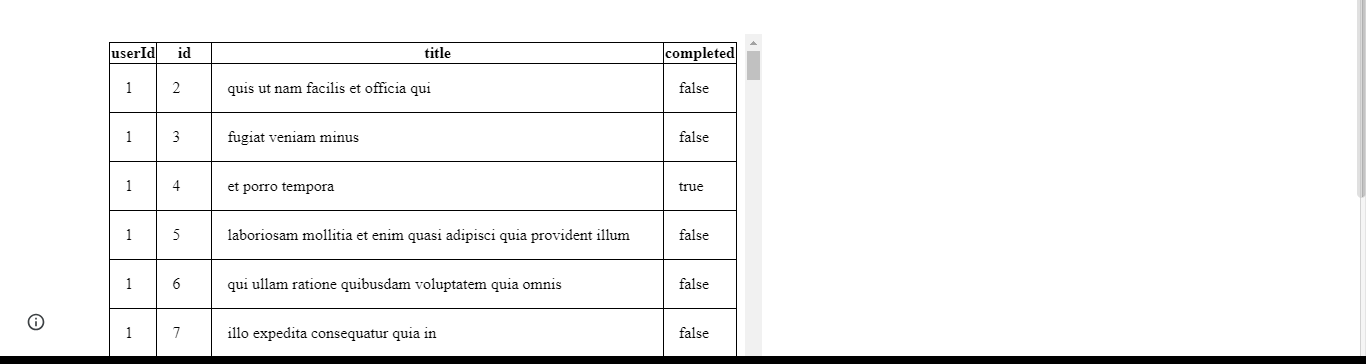 userId id title completed
1 2 quis ut nam facilis et officia qui false
1 3 fugiat veniam minus false
1 4 et porro tempora true
1 5 laboriosam mollitia et enim quasi adipisci quia provident illum false
1 6 qui ullam ratione quibusdam voluptatem quia omnis false
1 7 illo expedita consequatur quia in false